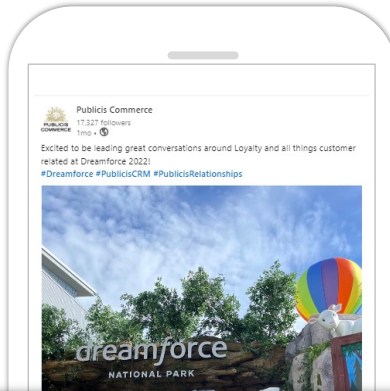 PUBLICIS
COMMERCE
Publicis Commerce
17,327 followers
1mo •
Excited to be leading great conversations around Loyalty and all things customer
related at Dreamforce 2022!
#Dreamforce #PublicisCRM #PublicisRelationships
dreamforce
NATIONAL PARK